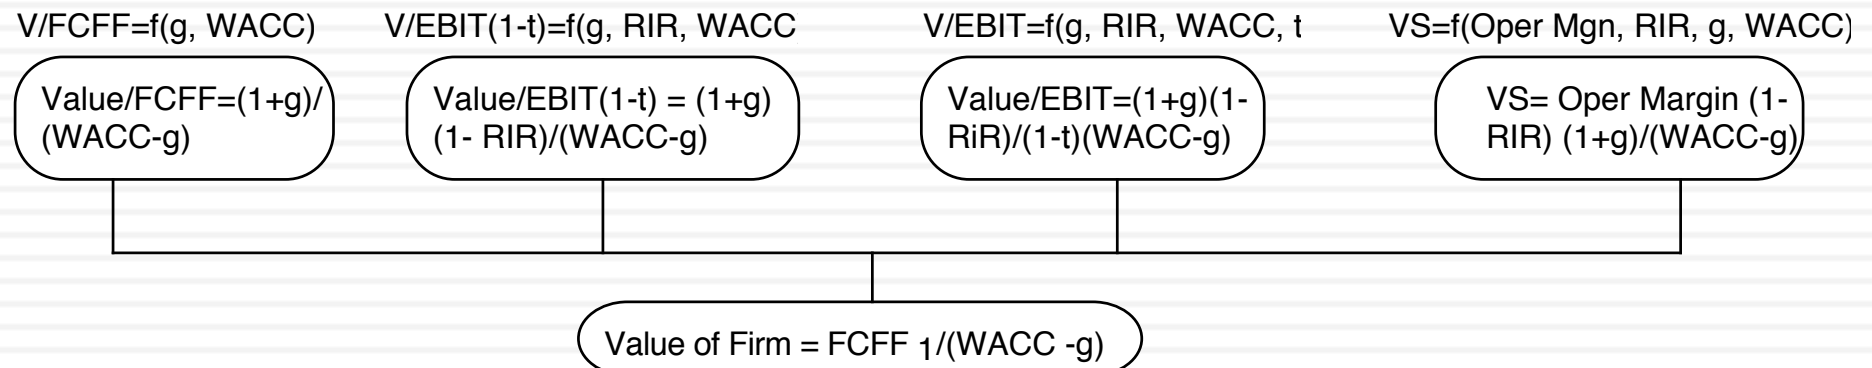 V/FCFF=f(g, WACC)
V/EBIT(1-t)=f(g, RIR, WACC
V/EBIT=f(g, RIR, WACC, t
VS=f(Oper Mgn, RIR, g, WACC)
Value/FCFF=(1+g)/
(WACC-g)
Value/EBIT(1-t) = (1+g)
(1- RIR)/(WACC-g)
Value/EBIT=(1+g)(1-
RiR)/(1-t)(WACC-g)
VS= Oper Margin (1-
RIR) (1+g)/(WACC-g)
Value of Firm = FCFF 1/(WACC -g)